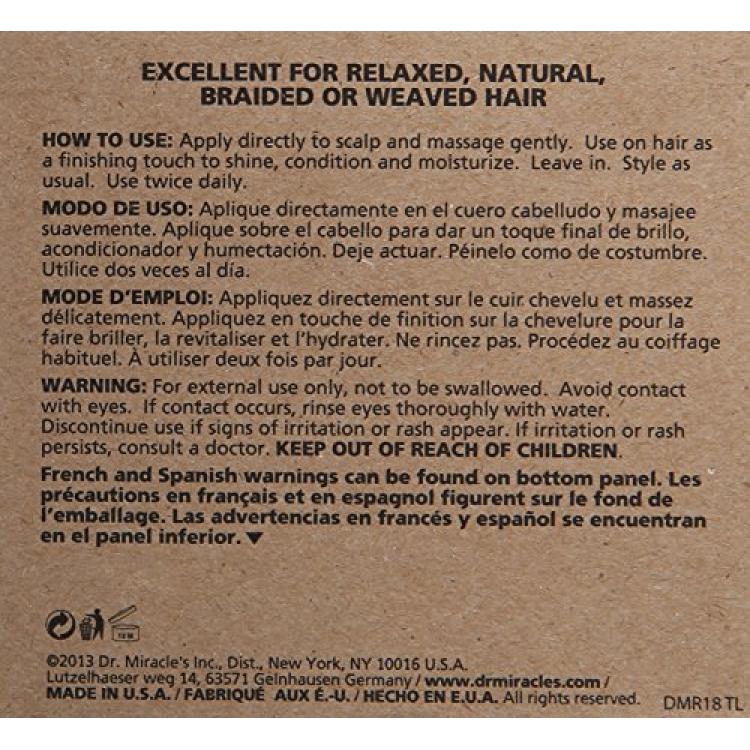 EXCELLENT FOR RELAXED, NATURAL,
BRAIDED OR WEAVED HAIR
HOW TO USE: Apply directly to scalp and massage gently. Use on hair as
a finishing touch to shine, condition and moisturize. Leave in. Style as
usual. Use twice daily.
MODO DE USO: Aplique directamente en el cuero cabelludo y masajee
suavemente. Aplique sobre el cabello para dar un toque final de brillo,
acondicionador y humectación. Deje actuar. Péinelo como de costumbre.
Utilice dos veces al día.
MODE D'EMPLOI: Appliquez directement sur le cuir chevelu et massez
délicatement. Appliquez en touche de finition sur la chevelure pour la
faire briller, la revitaliser et l'hydrater. Ne rincez pas. Procédez au coiffage
habituel. À utiliser deux fois par jour.
WARNING: For external use only, not to be swallowed. Avoid contact
with eyes. If contact occurs, rinse eyes thoroughly with water.
Discontinue use if signs of irritation or rash appear. If irritation or rash
persists, consult a doctor. KEEP OUT OF REACH OF CHILDREN.
French and Spanish warnings can be found on bottom panel. Les
précautions en français et en espagnol figurent sur le fond de
l'emballage. Las advertencias en francés y español se encuentran
en el panel inferior.
©2013 Dr. Miracle's Inc., Dist., New York, NY 10016 U.S.A.
Lutzelhaeser weg 14, 63571 Gelnhausen Germany / www.drmiracles.com /
MADE IN U.S.A. / FABRIQUÉ AUX É.-U. / HECHO EN E.U.A. All rights reserved.
DMR18 TL